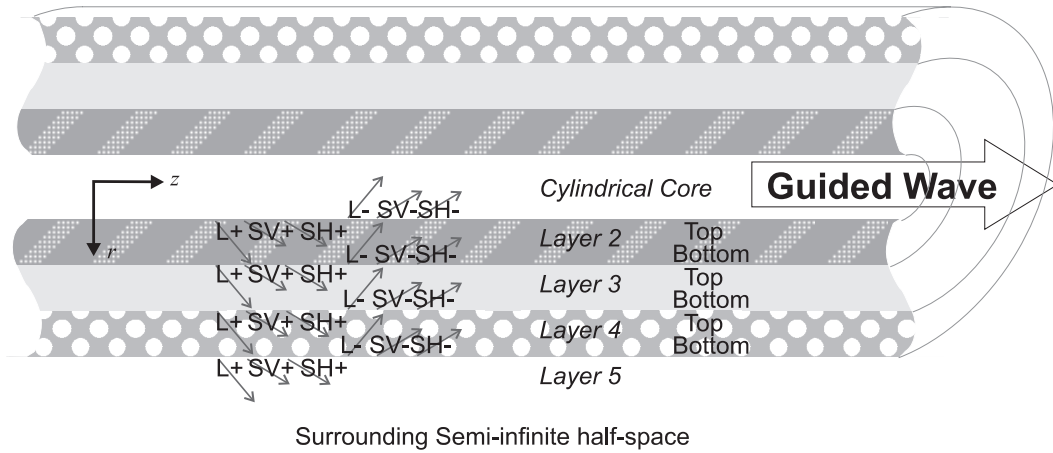 z
Cylindrical Core
Guided Wave
L- SV-SH-
L+ SV+ SH+
r
Layer 2
Top
L- SV-SH-
Bottom
L+ SV+ SH+
Layer 3
Top
L- SV-SH-
Bottom
L+ SV+ SH+
Layer 4
Top
L- SV-SH-
Bottom
L+ SV+ SH+
Layer 5
Surrounding Semi-infinite half-space